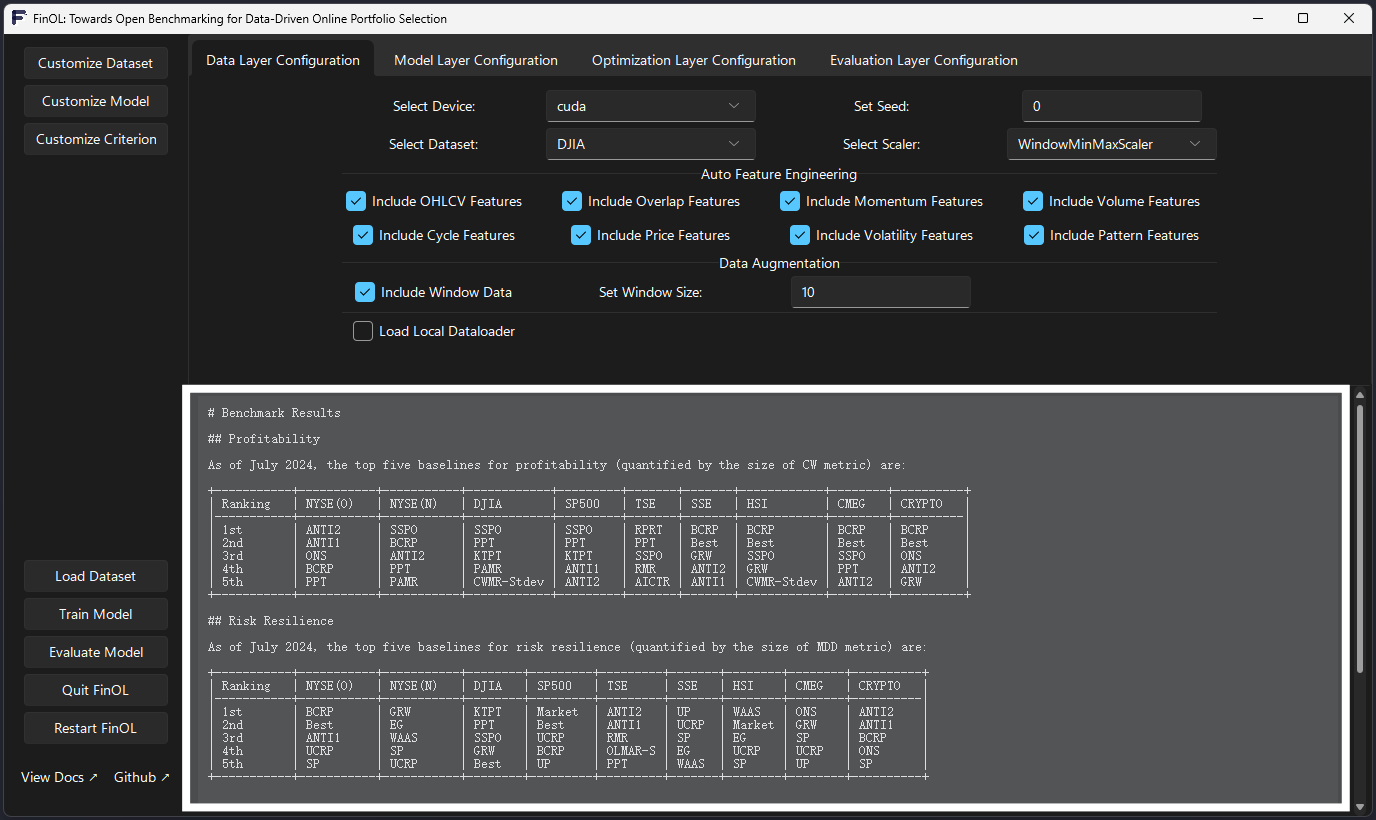 FinOL: Towards Open Benchmarking for Data-Driven Online Portfolio Selection
Customize Dataset
Customize Model
Customize Criterion
Data Layer Configuration Model Layer Configuration Optimization Layer Configuration Evaluation Layer Configuration
Select Device: cuda Set Seed: 0
Select Dataset: DJIA Select Scaler: WindowMinMaxScaler
Auto Feature Engineering
Include OHLCV Features Include Overlap Features Include Momentum Features Include Volume Features
Include Cycle Features Include Price Features Include Volatility Features Include Pattern Features
Data Augmentation
Include Window Data Set Window Size: 10
Load Local Dataloader
# Benchmark Results
## Profitability
As of July 2024, the top five baselines for profitability (quantified by the size of CW metric) are:
Ranking | NYSE(O) | NYSE(N) | DJIA | SP500 | TSE | SSE | HSI | CMEG | CRYPTO
1st | ANTI2 | SSPO | SSPO | SSPO | RPRT | BCRP | BCRP | BCRP | BCRP
2nd | ANTI1 | BCRP | PPT | PPT | PPT | Best | Best | Best | Best
3rd | ONS | ANTI2 | KTPT | KTPT | SSPO | GRW | SSPO | SSPO | ONS
4th | BCRP | PPT | PAMR | ANTI1 | RMR | ANTI2 | GRW | PPT | ANTI2
5th | PPT | PAMR | CWMR-Stdev | ANTI2 | AICTR | ANTI1 | CWMR-Stdev | ANTI2 | GRW
## Risk Resilience
As of July 2024, the top five baselines for risk resilience (quantified by the size of MDD metric) are:
Ranking | NYSE(O) | NYSE(N) | DJIA | SP500 | TSE | SSE | HSI | CMEG | CRYPTO
1st | BCRP | GRW | KTPT | Market | ANTI2 | UP | WAAS | ONS | ANTI2
2nd | Best | EG | PPT | Best | ANTI1 | UCRP | Market | GRW | ANTI1
3rd | ANTI1 | WAAS | SSPO | UCRP | RMR | SP | EG | SP | BCRP
4th | UCRP | SP | GRW | BCRP | OLMAR-S | EG | UCRP | UCRP | ONS
5th | SP | UCRP | Best | UP | PPT | WAAS | SP | UP | SP
Load Dataset
Train Model
Evaluate Model
Quit FinOL
Restart FinOL
View Docs ↗ Github ↗